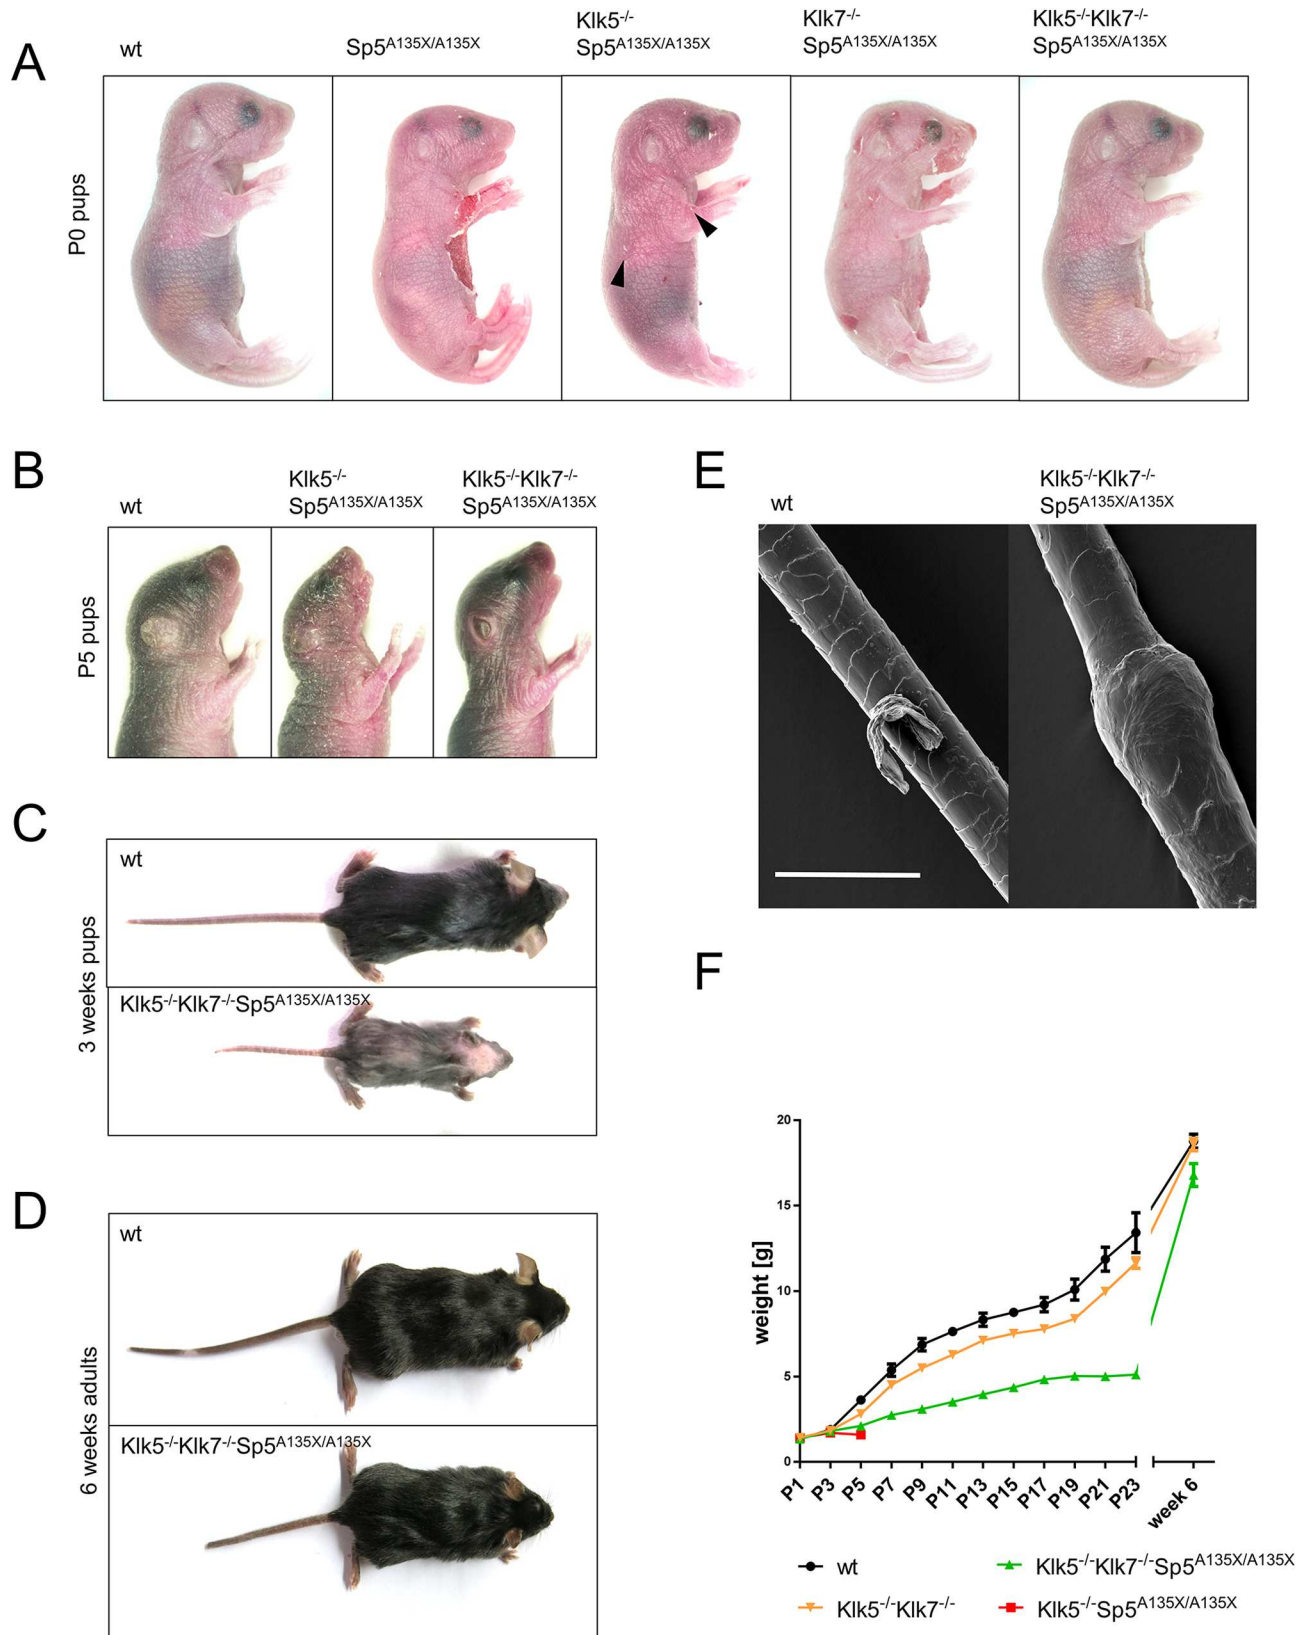 A
wt
Sp5A135X/A135X
Klk5-/-
Sp5A135X/A135X
Klk7-/-
Sp5A135X/A135X
Klk5-/-Klk7-/-
Sp5A135X/A135X
P0 pups
B
wt
Klk5-/-
Sp5A135X/A135X
Klk5-/-Klk7-/-
Sp5A135X/A135X
P5 pups
C
wt
Klk5-/-Klk7-/-Sp5A135X/A135X
3 weeks pups
D
wt
Klk5-/-Klk7-/-Sp5A135X/A135X
6 weeks adults
E
wt
Klk5-/-Klk7-/-
Sp5A135X/A135X
F
weight [g]
20
15
10
5
0
P1
P3
P5
P7
P9
P11
P13
P15
P17
P19
P21
P23
week 6
wt
Klk5-/-Klk7-/-Sp5A135X/A135X
Klk5-/-Klk7-/-
Klk5-/-Sp5A135X/A135X